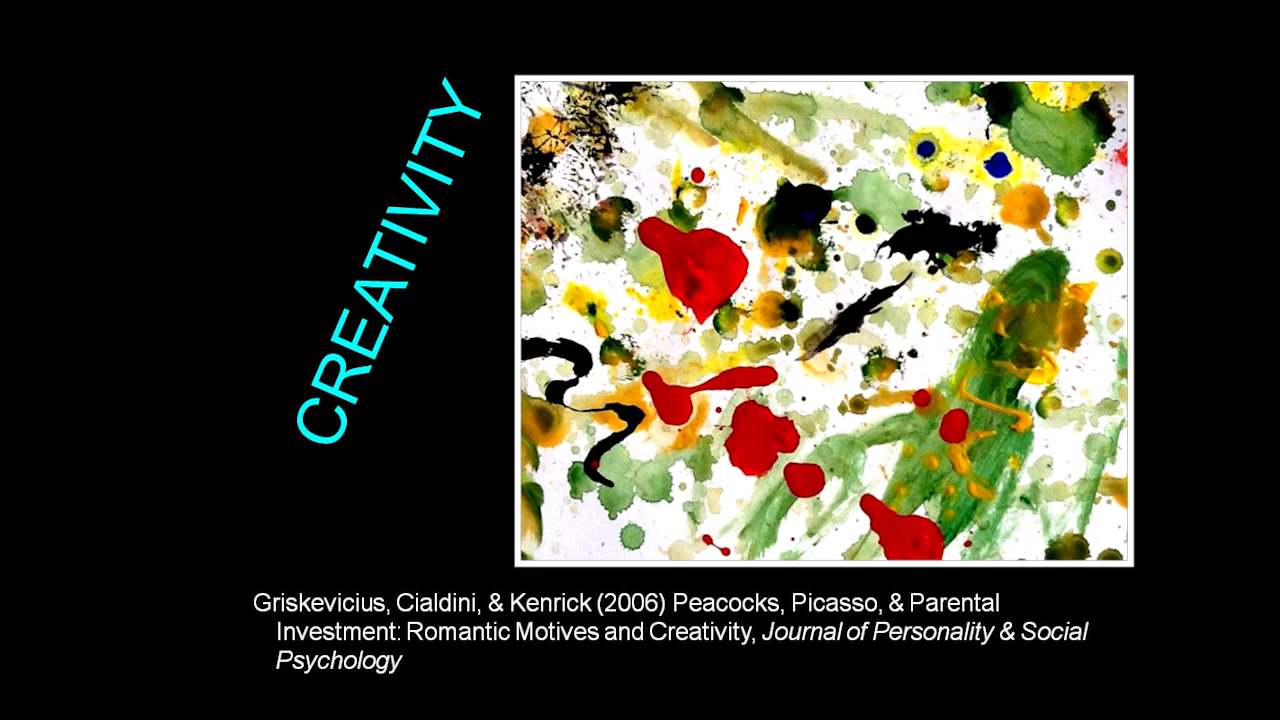 CREATIVITY
Griskevicius, Cialdini, & Kenrick (2006) Peacocks, Picasso, & Parental
Investment: Romantic Motives and Creativity, Journal of Personality & Social
Psychology